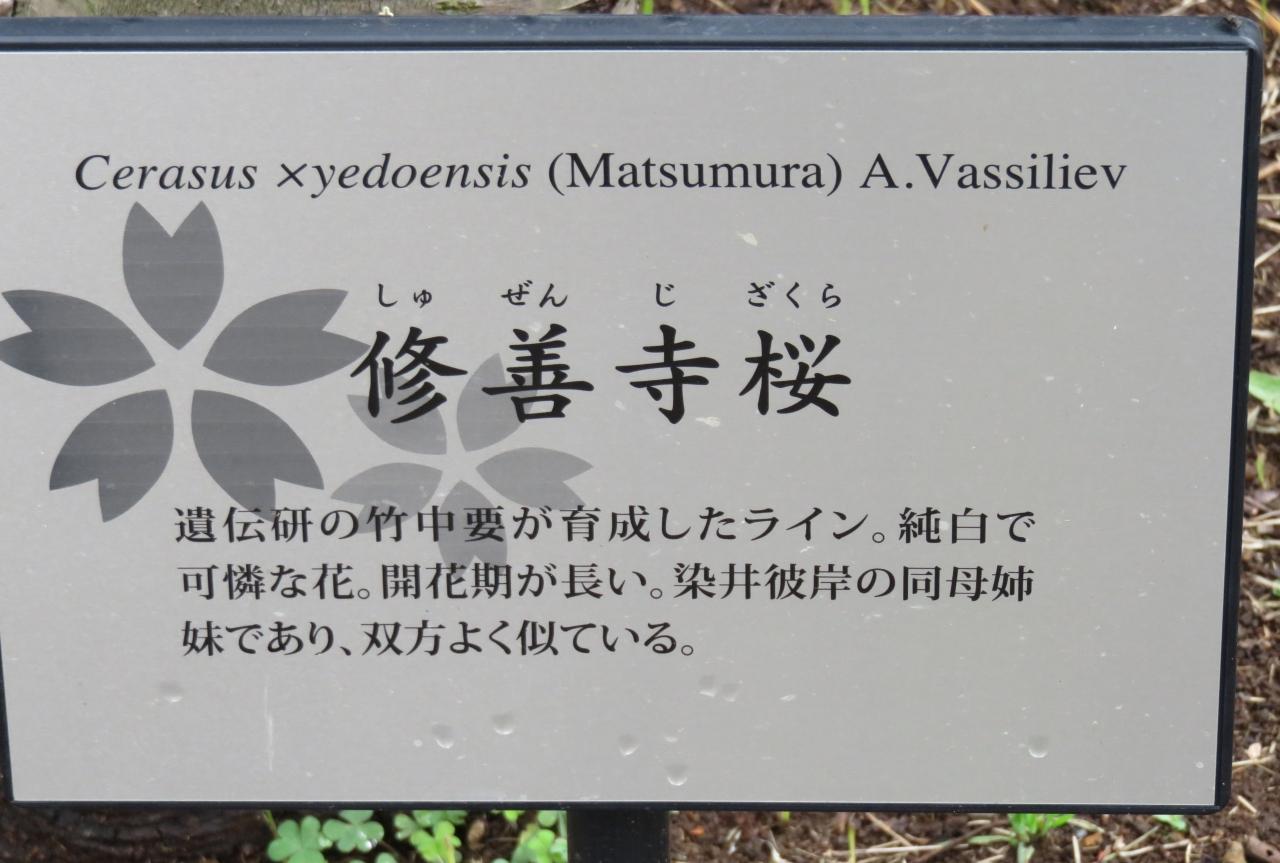 Cerasus ×yedoensis (Matsumura) A.Vassiliev
しゅ ぜん じ ざくら
修善寺桜
遺伝研の竹中要が育成したライン。純白で
可憐な花。開花期が長い。染井彼岸の同母姉
妹であり、双方よく似ている。